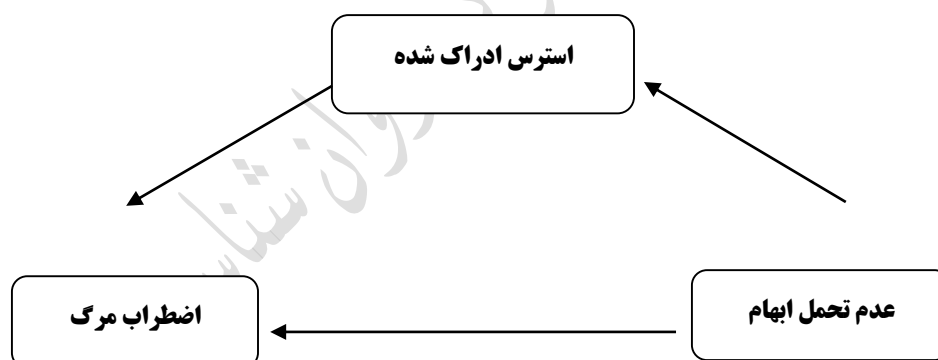 استرس ادراک شده
عدم تحمل ابهام
اضطراب مرگ